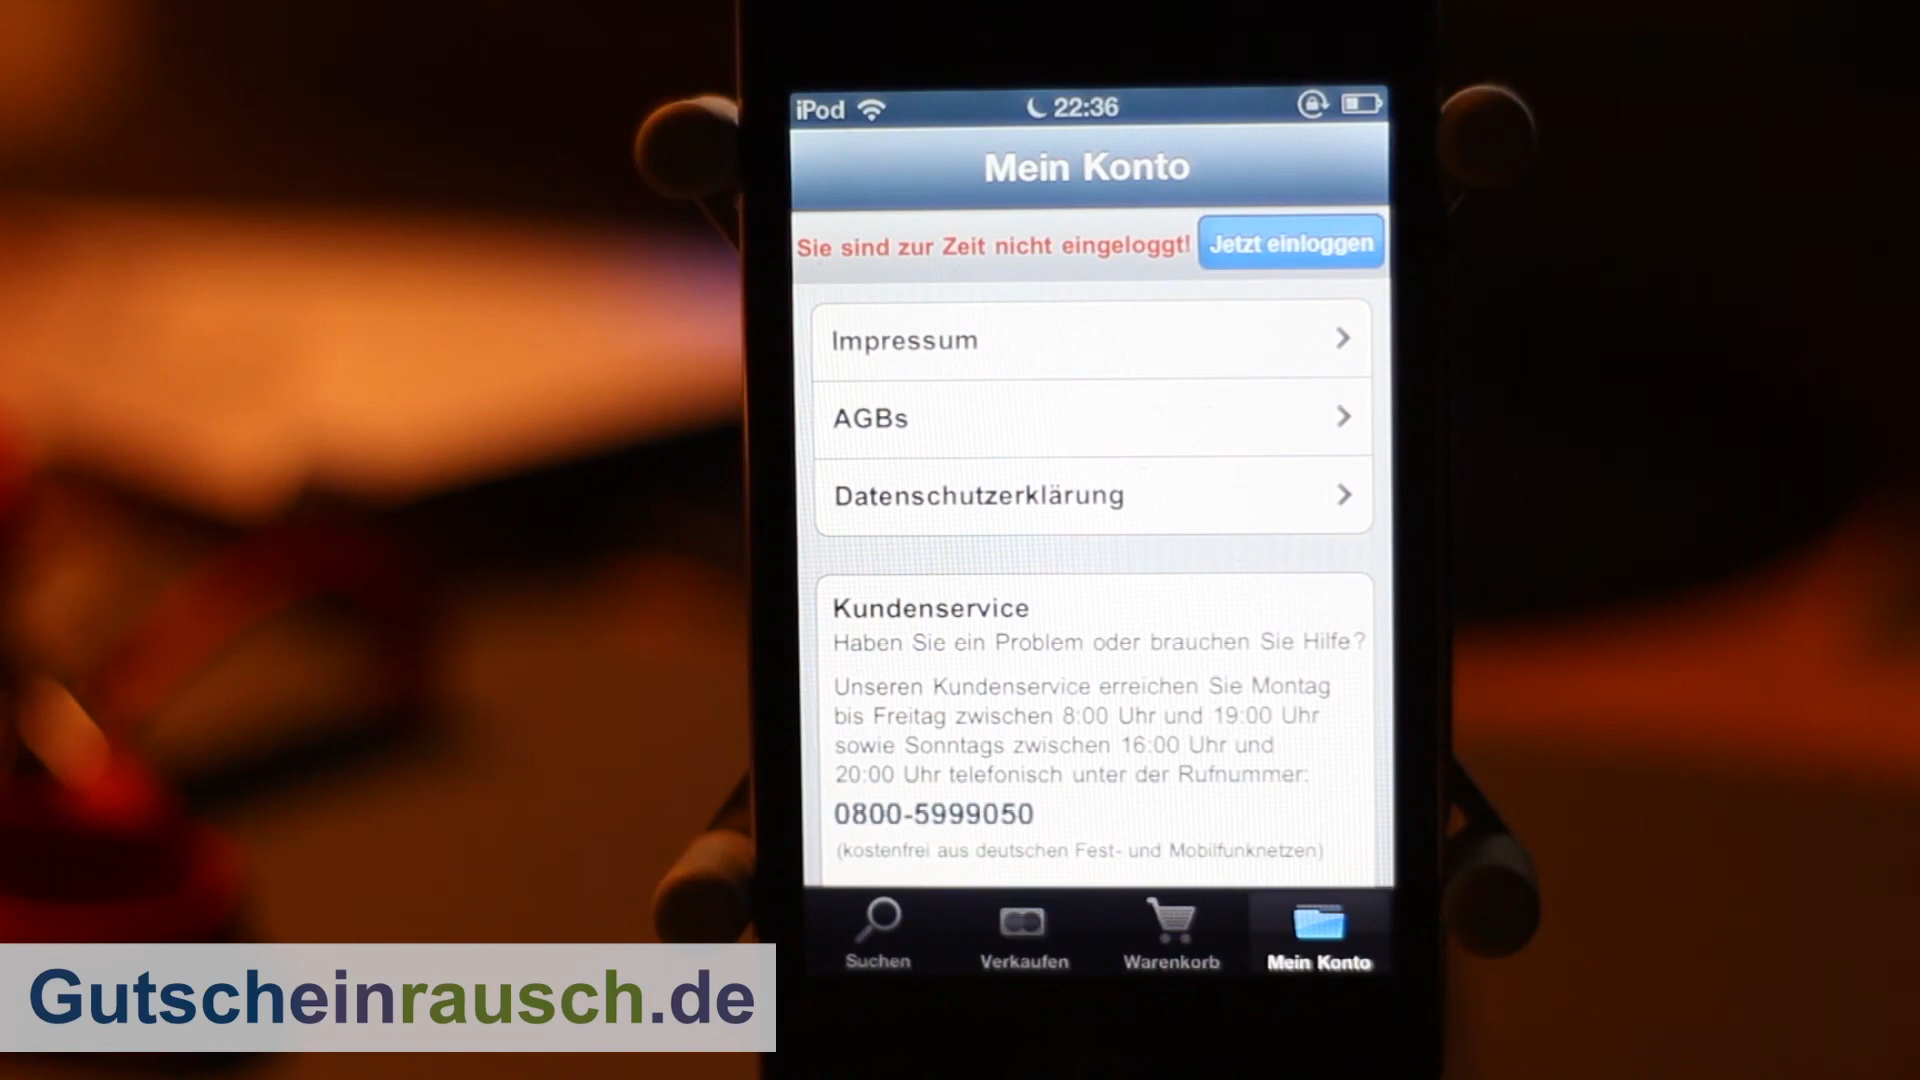 iPod 22:36
Mein Konto
Sie sind zur Zeit nicht eingeloggt! Jetzt einloggen
Impressum
AGBs
Datenschutzerklärung
Kundenservice
Haben Sie ein Problem oder brauchen Sie Hilfe?
Unseren Kundenservice erreichen Sie Montag
bis Freitag zwischen 8:00 Uhr und 19:00 Uhr
sowie Sonntags zwischen 16:00 Uhr und
20:00 Uhr telefonisch unter der Rufnummer:
0800-5999050
(kostenfrei aus deutschen Fest- und Mobilfunknetzen)
Suchen Verkaufen Warenkorb Mein Konto
Gutscheinrausch.de